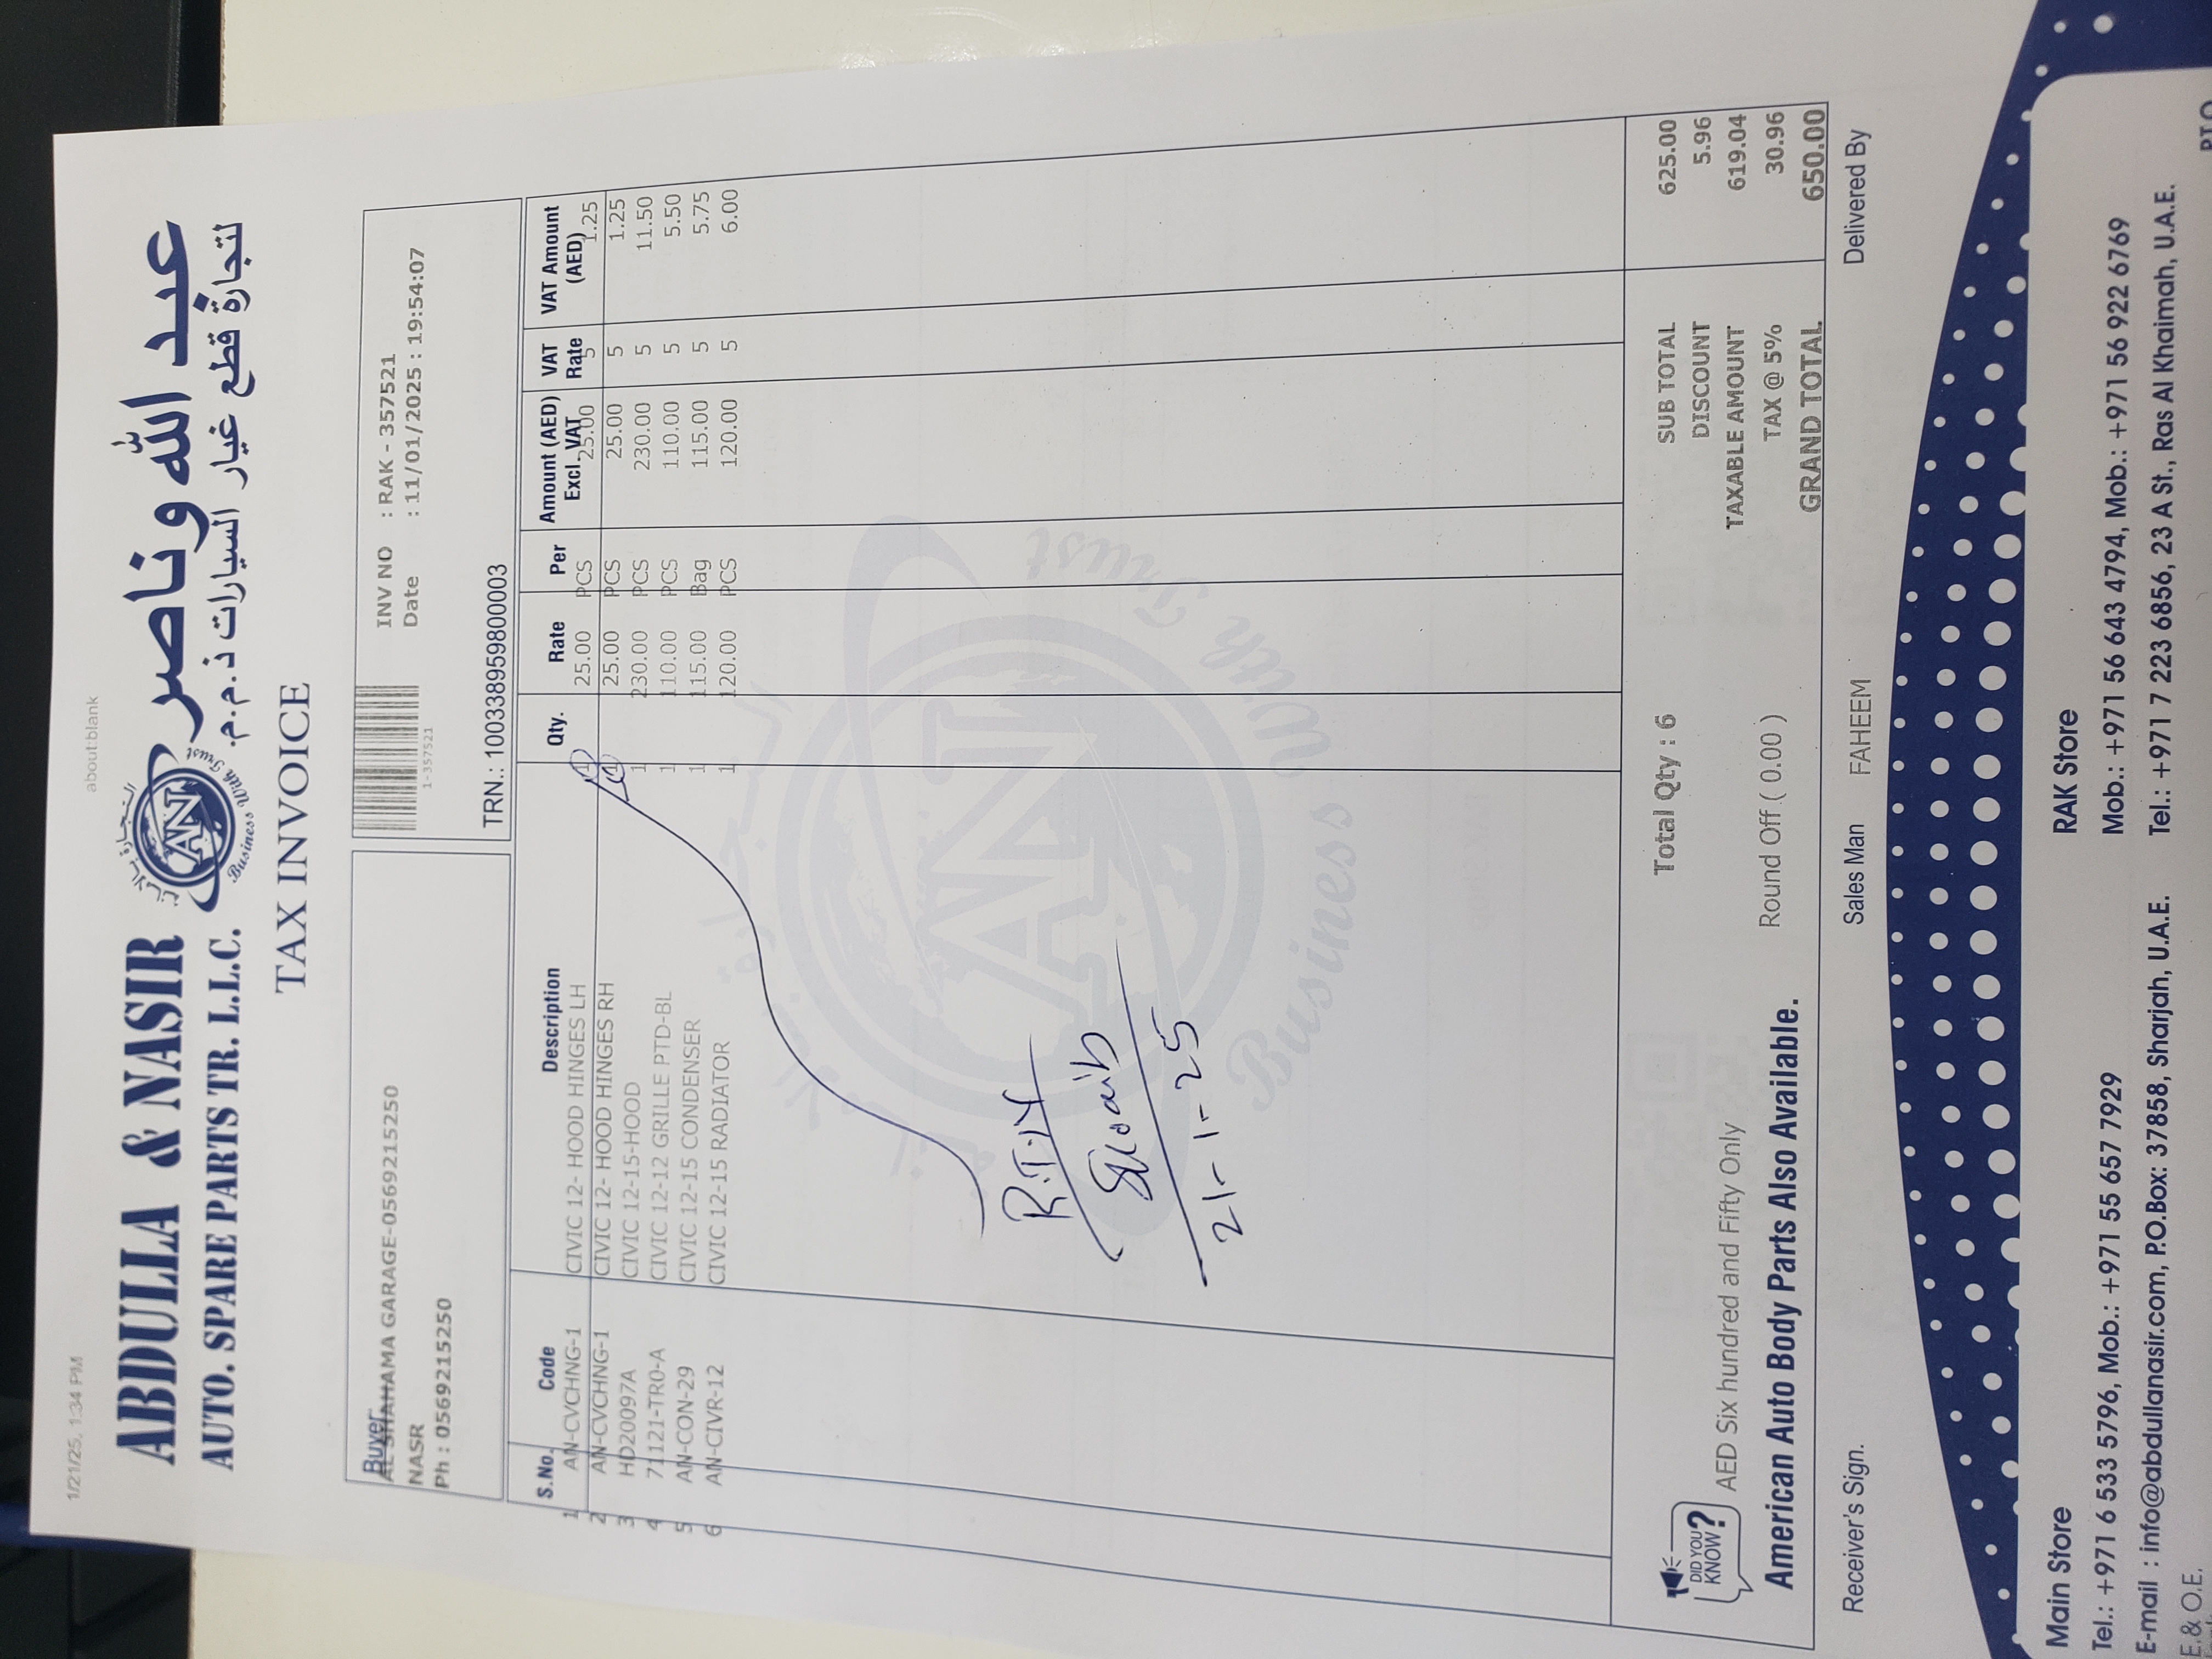 1/21/25, 1:34 PM about:blank
ABDULLA & NASIR عبد الله وناصر
AUTO. SPARE PARTS TR. L.L.C. لتجارة قطع غيار السيارات ذ.م.م.
AN
Business With Trust
TAX INVOICE
Buyer
AL SHAHAMA GARAGE-0569215250
NASR
Ph : 0569215250
1-357521
INV NO : RAK - 357521
Date : 11/01/2025 : 19:54:07
TRN.: 100338959800003
S.No. Code Description Qty. Rate Per Amount (AED) Excl. VAT VAT Rate VAT Amount (AED)
1 AN-CVCHNG-1 CIVIC 12- HOOD HINGES LH 1 25.00 PCS 25.00 5 1.25
2 AN-CVCHNG-1 CIVIC 12- HOOD HINGES RH 1 25.00 PCS 25.00 5 1.25
3 HD20097A CIVIC 12-15-HOOD 1 230.00 PCS 230.00 5 11.50
4 71121-TR0-A CIVIC 12-12 GRILLE PTD-BL 1 110.00 PCS 110.00 5 5.50
5 AN-CON-29 CIVIC 12-15 CONDENSER 1 115.00 Bag 115.00 5 5.75
6 AN-CIVR-12 CIVIC 12-15 RADIATOR 1 120.00 PCS 120.00 5 6.00
21-1-25
AN
Business With Trust
Total Qty : 6 SUB TOTAL 625.00
DISCOUNT 5.96
DID YOU KNOW? AED Six hundred and Fifty Only TAXABLE AMOUNT 619.04
Round Off ( 0.00 ) TAX @ 5% 30.96
American Auto Body Parts Also Available. GRAND TOTAL 650.00
Receiver's Sign. Sales Man FAHEEM Delivered By
Main Store RAK Store
Tel.: +971 6 533 5796, Mob.: +971 55 657 7929 Mob.: +971 56 643 4794, Mob.: +971 56 922 6769
E-mail : info@abdullanasir.com, P.O.Box: 37858, Sharjah, U.A.E. Tel.: +971 7 223 6856, 23 A St., Ras Al Khaimah, U.A.E.
E.& O.E. P.T.O